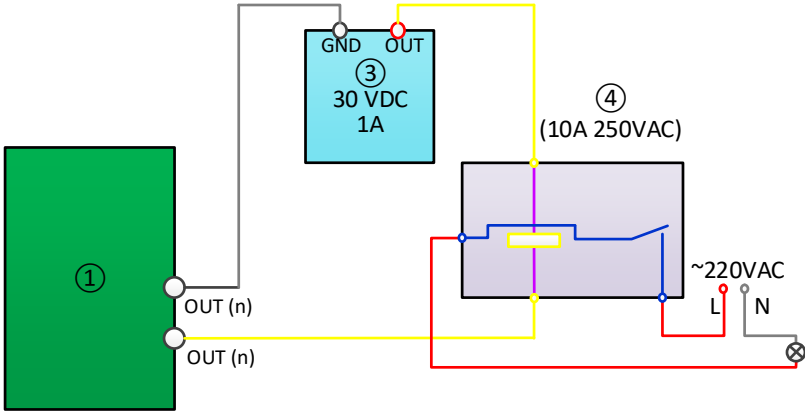 GND OUT
③
30 VDC
1A
④
(10A 250VAC)
①
OUT (n)
OUT (n)
~220VAC
L N